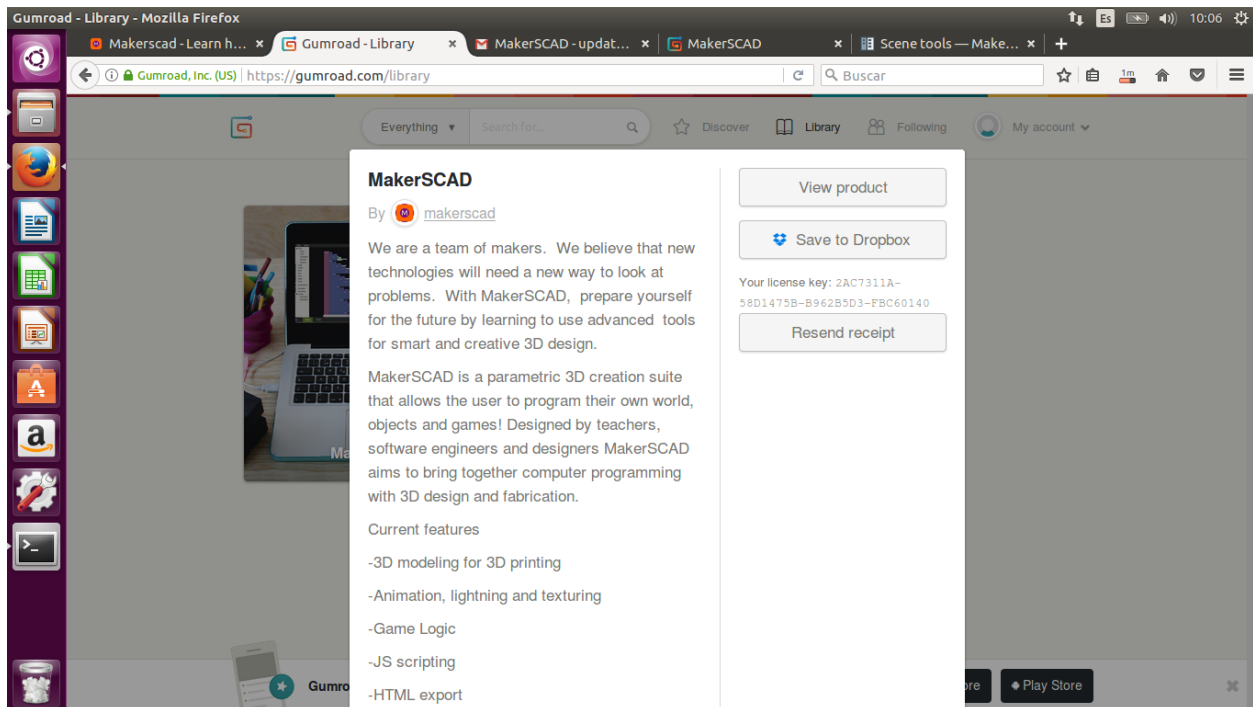 Gumroad - Library - Mozilla Firefox
Es
10:06
Makerscad - Learn h... ×
Gumroad - Library ×
MakerSCAD - updat... ×
MakerSCAD ×
Scene tools — Make... ×
Gumroad, Inc. (US)
https://gumroad.com/library
Buscar
1m
Everything ▾
Search for...
Discover
Library
Following
My account
MakerSCAD
By makerscad
We are a team of makers. We believe that new
technologies will need a new way to look at
problems. With MakerSCAD, prepare yourself
for the future by learning to use advanced tools
for smart and creative 3D design.
MakerSCAD is a parametric 3D creation suite
that allows the user to program their own world,
objects and games! Designed by teachers,
software engineers and designers MakerSCAD
aims to bring together computer programming
with 3D design and fabrication.
Current features
-3D modeling for 3D printing
-Animation, lightning and texturing
-Game Logic
-JS scripting
-HTML export
View product
Save to Dropbox
Your license key: 2AC7311A-
58D1475B-B962B5D3-FBC60140
Resend receipt
Ma
Gumro
ore
Play Store